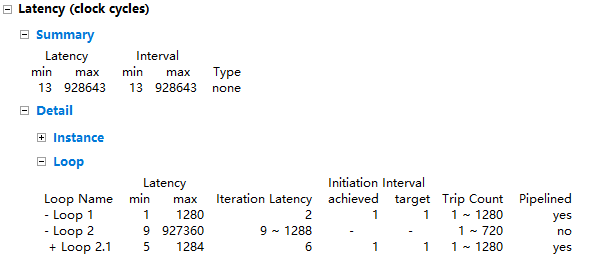 Latency (clock cycles)
Summary
Latency Interval
min max min max Type
13 928643 13 928643 none
Detail
Instance
Loop
Latency Initiation Interval
Loop Name min max Iteration Latency achieved target Trip Count Pipelined
- Loop 1 1 1280 2 1 1 1 ~ 1280 yes
- Loop 2 9 927360 9 ~ 1288 - - 1 ~ 720 no
+ Loop 2.1 5 1284 6 1 1 1 ~ 1280 yes